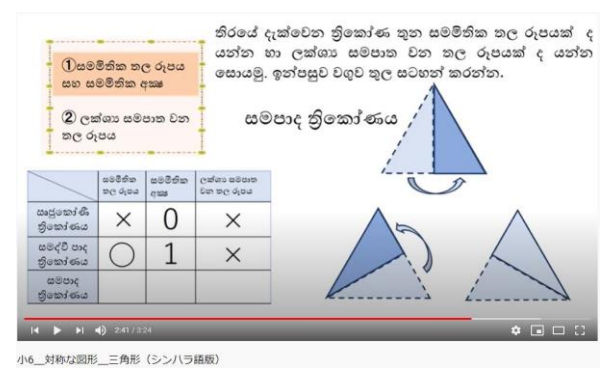 තිරයේ දැක්වෙන ත්‍රිකෝණ තුන සමමිතික තල රූපයක් ද
යන්න හා ලක්ශ්‍ය සමපාත වන තල රූපයක් ද යන්න
සොයමු. ඉන්පසුව වගුව තුල සටහන් කරන්න.
①සමමිතික තල රූපය
සහ සමමිතික අක්‍ෂ
② ලක්ශ්‍ය සමපාත වන
තල රූපය
සමපාද ත්‍රිකෝණය
සමමිතික තල රූපය
සමමිතික අක්‍ෂ
ලක්ශ්‍ය සමපාත වන තල රූපය
ඍජුකෝණී ත්‍රිකෝණය × 0 ×
සමද්වී පාද ත්‍රිකෝණය ○ 1 ×
සමපාද ත්‍රිකෝණය
2:41 / 3:24
小6__対称な図形__三角形（シンハラ語版）